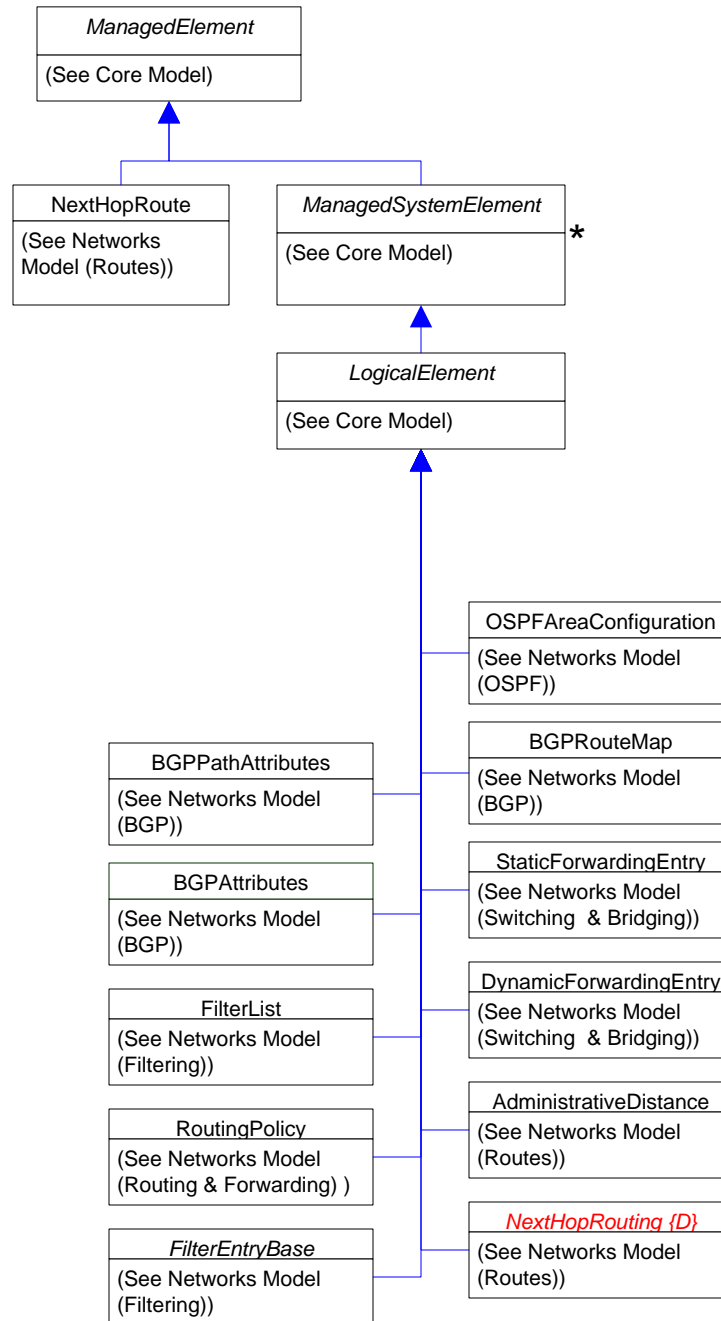 ManagedElement
(See Core Model)
NextHopRoute
(See Networks
Model (Routes))
ManagedSystemElement
(See Core Model)
*
LogicalElement
(See Core Model)
OSPFAreaConfiguration
(See Networks Model
(OSPF))
BGPPathAttributes
(See Networks Model
(BGP))
BGPRouteMap
(See Networks Model
(BGP))
BGPAttributes
(See Networks Model
(BGP))
StaticForwardingEntry
(See Networks Model
(Switching & Bridging))
FilterList
(See Networks Model
(Filtering))
DynamicForwardingEntry
(See Networks Model
(Switching & Bridging))
RoutingPolicy
(See Networks Model
(Routing & Forwarding) )
AdministrativeDistance
(See Networks Model
(Routes))
FilterEntryBase
(See Networks Model
(Filtering))
NextHopRouting {D}
(See Networks Model
(Routes))